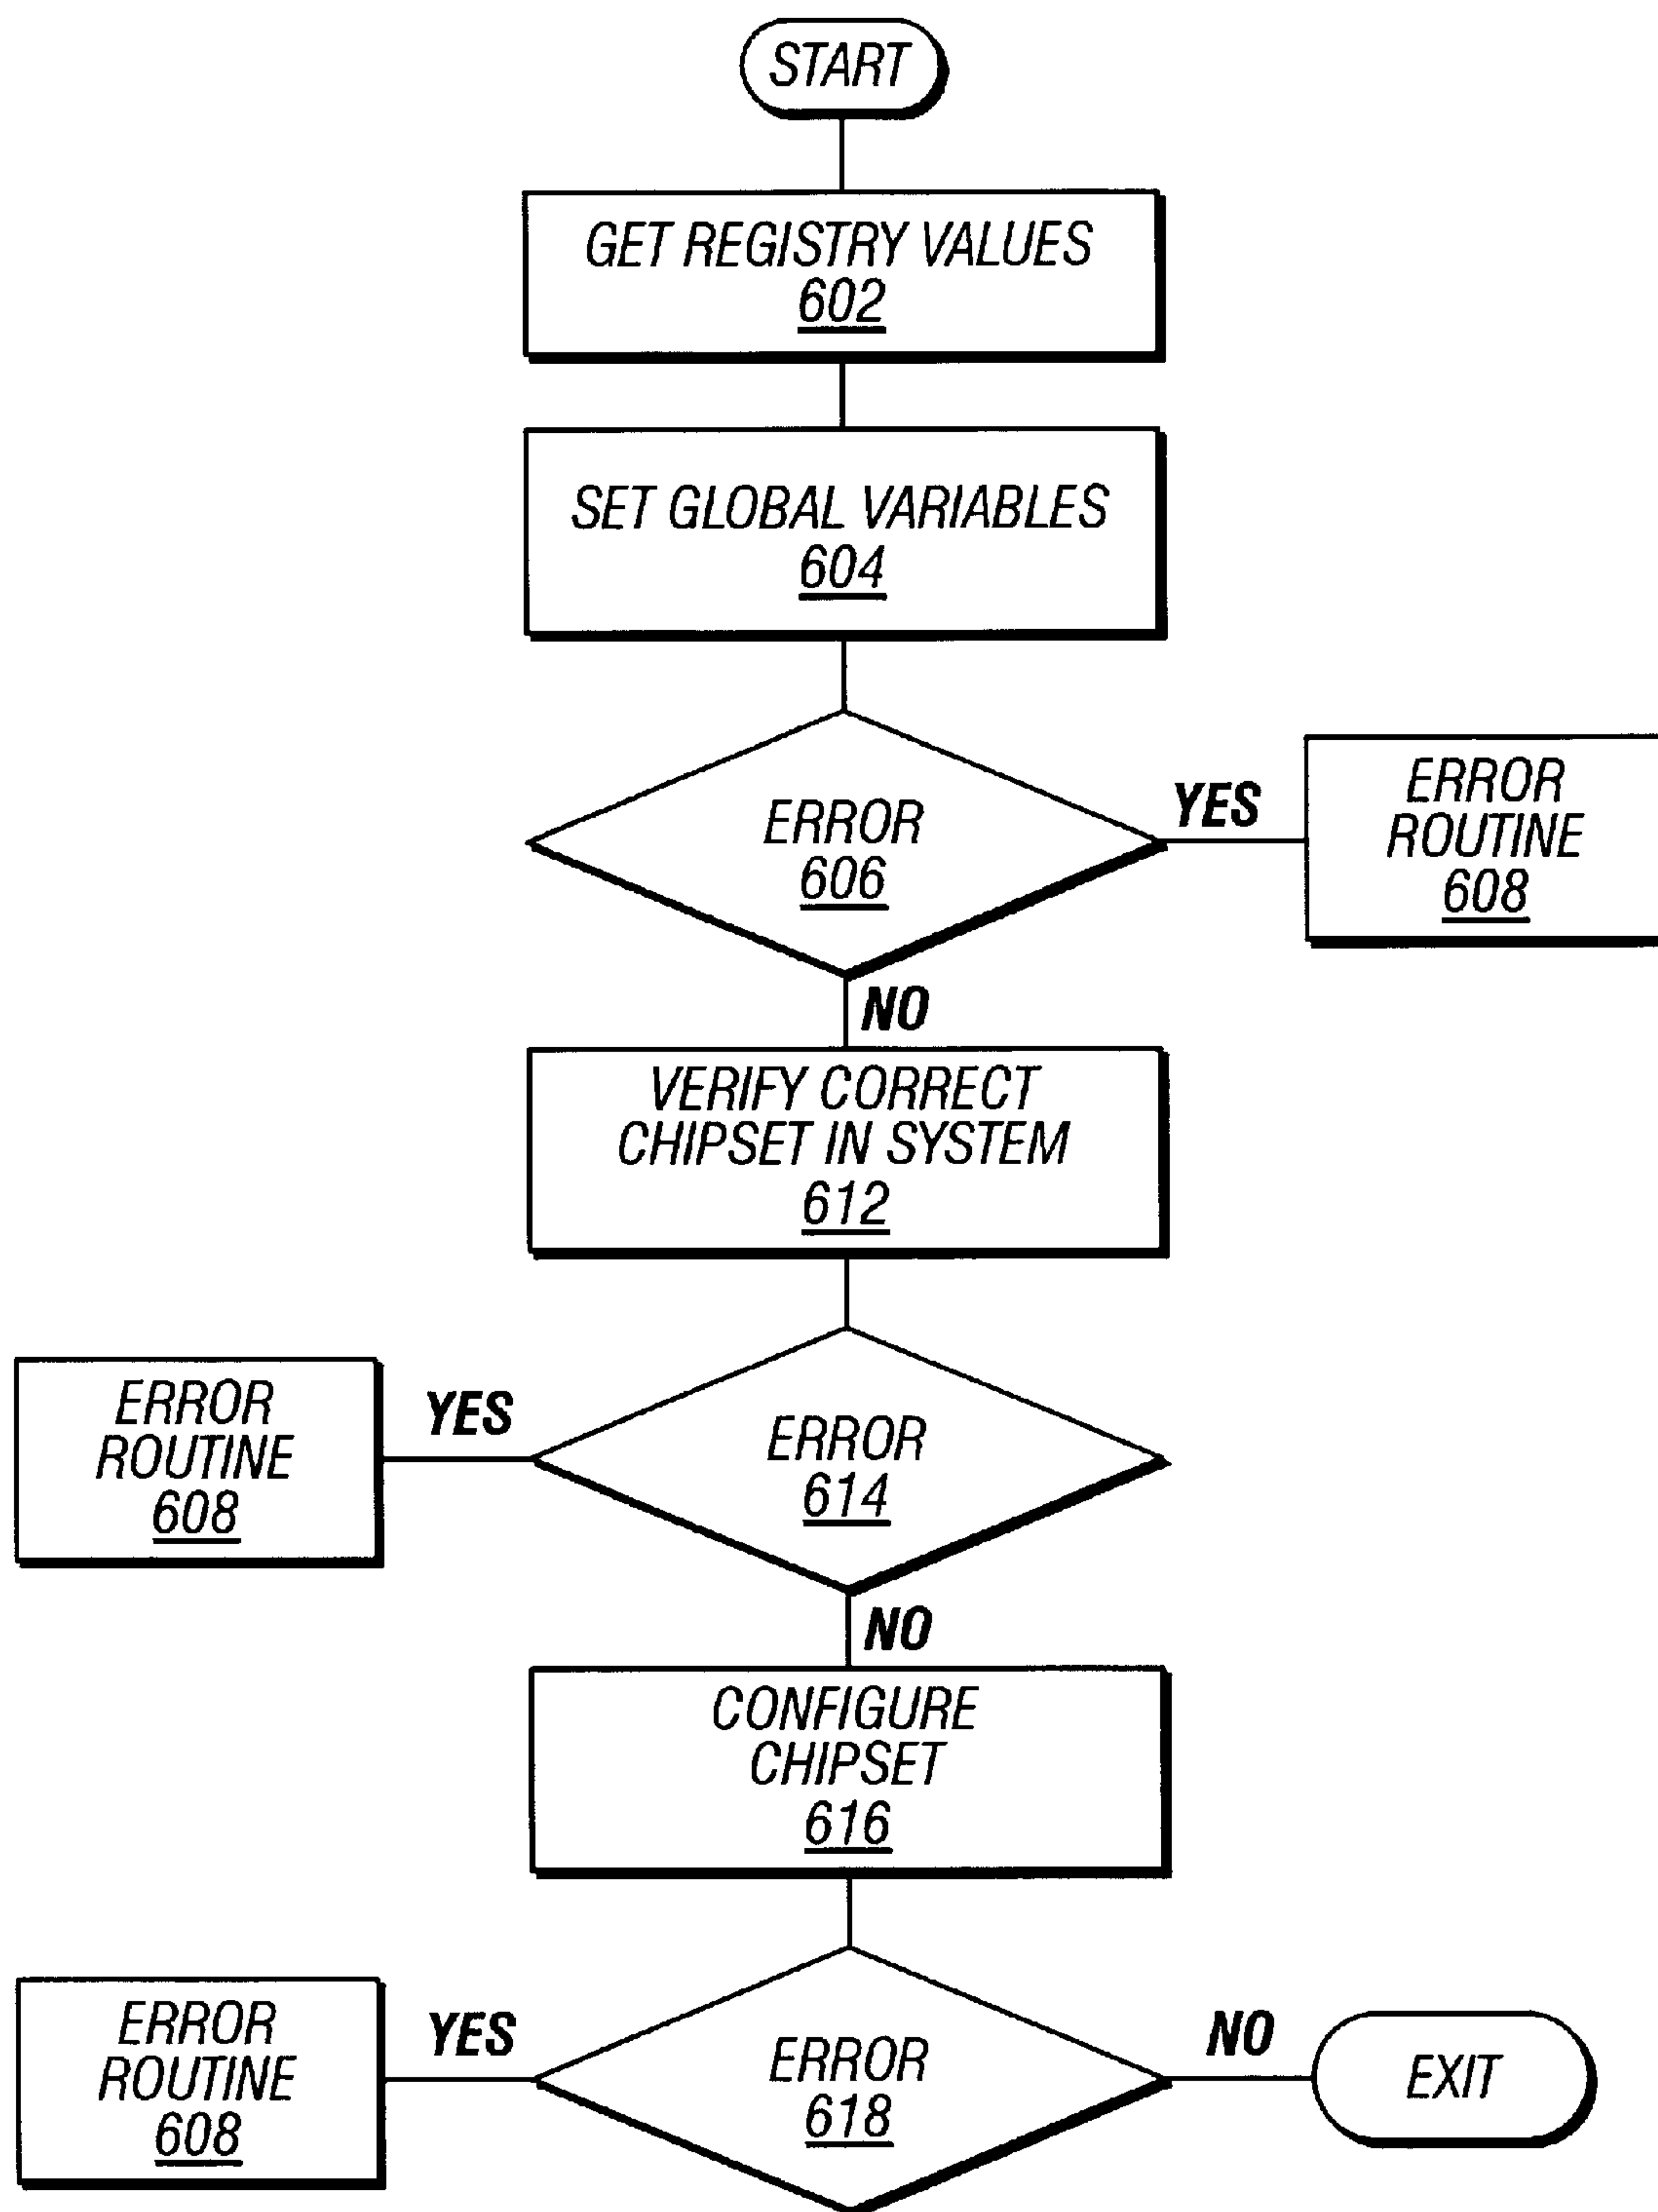 START
GET REGISTRY VALUES
602
SET GLOBAL VARIABLES
604
ERROR
606
YES
ERROR
ROUTINE
608
NO
VERIFY CORRECT
CHIPSET IN SYSTEM
612
ERROR
614
YES
ERROR
ROUTINE
608
NO
CONFIGURE
CHIPSET
616
ERROR
618
YES
ERROR
ROUTINE
608
NO
EXIT